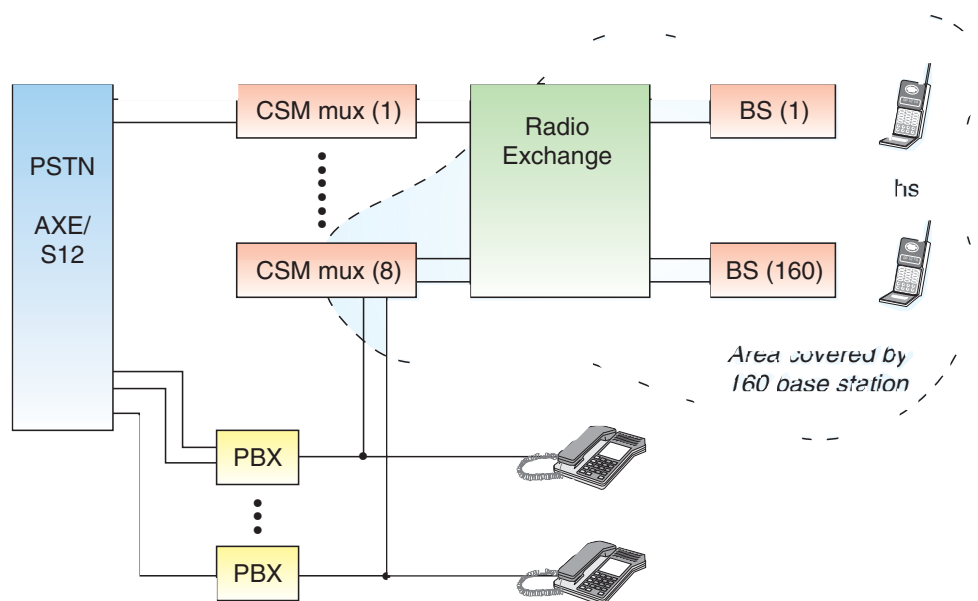 PSTN
AXE/
S12
CSM mux (1)
CSM mux (8)
Radio
Exchange
BS (1)
BS (160)
hs
Area covered by
160 base station
PBX
PBX